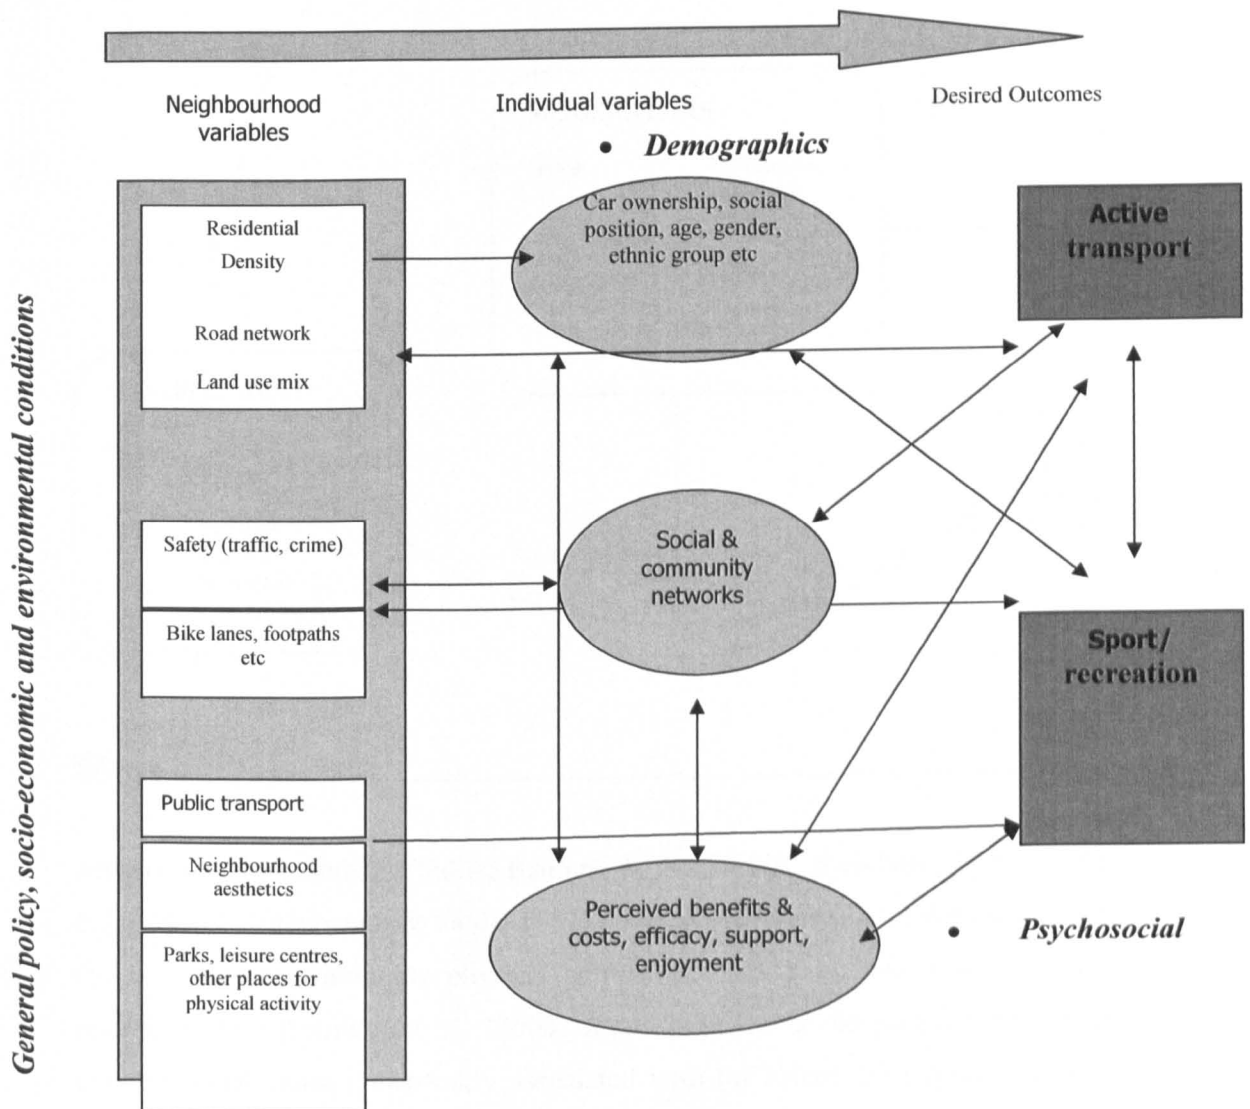 General policy, socio-economic and environmental conditions
Neighbourhood
variables
Individual variables
Desired Outcomes
• Demographics
Residential
Density
Road network
Land use mix
Car ownership, social
position, age, gender,
ethnic group etc
Active
transport
Safety (traffic, crime)
Bike lanes, footpaths
etc
Social &
community
networks
Sport/
recreation
Public transport
Neighbourhood
aesthetics
Parks, leisure centres,
other places for
physical activity
Perceived benefits &
costs, efficacy, support,
enjoyment
• Psychosocial